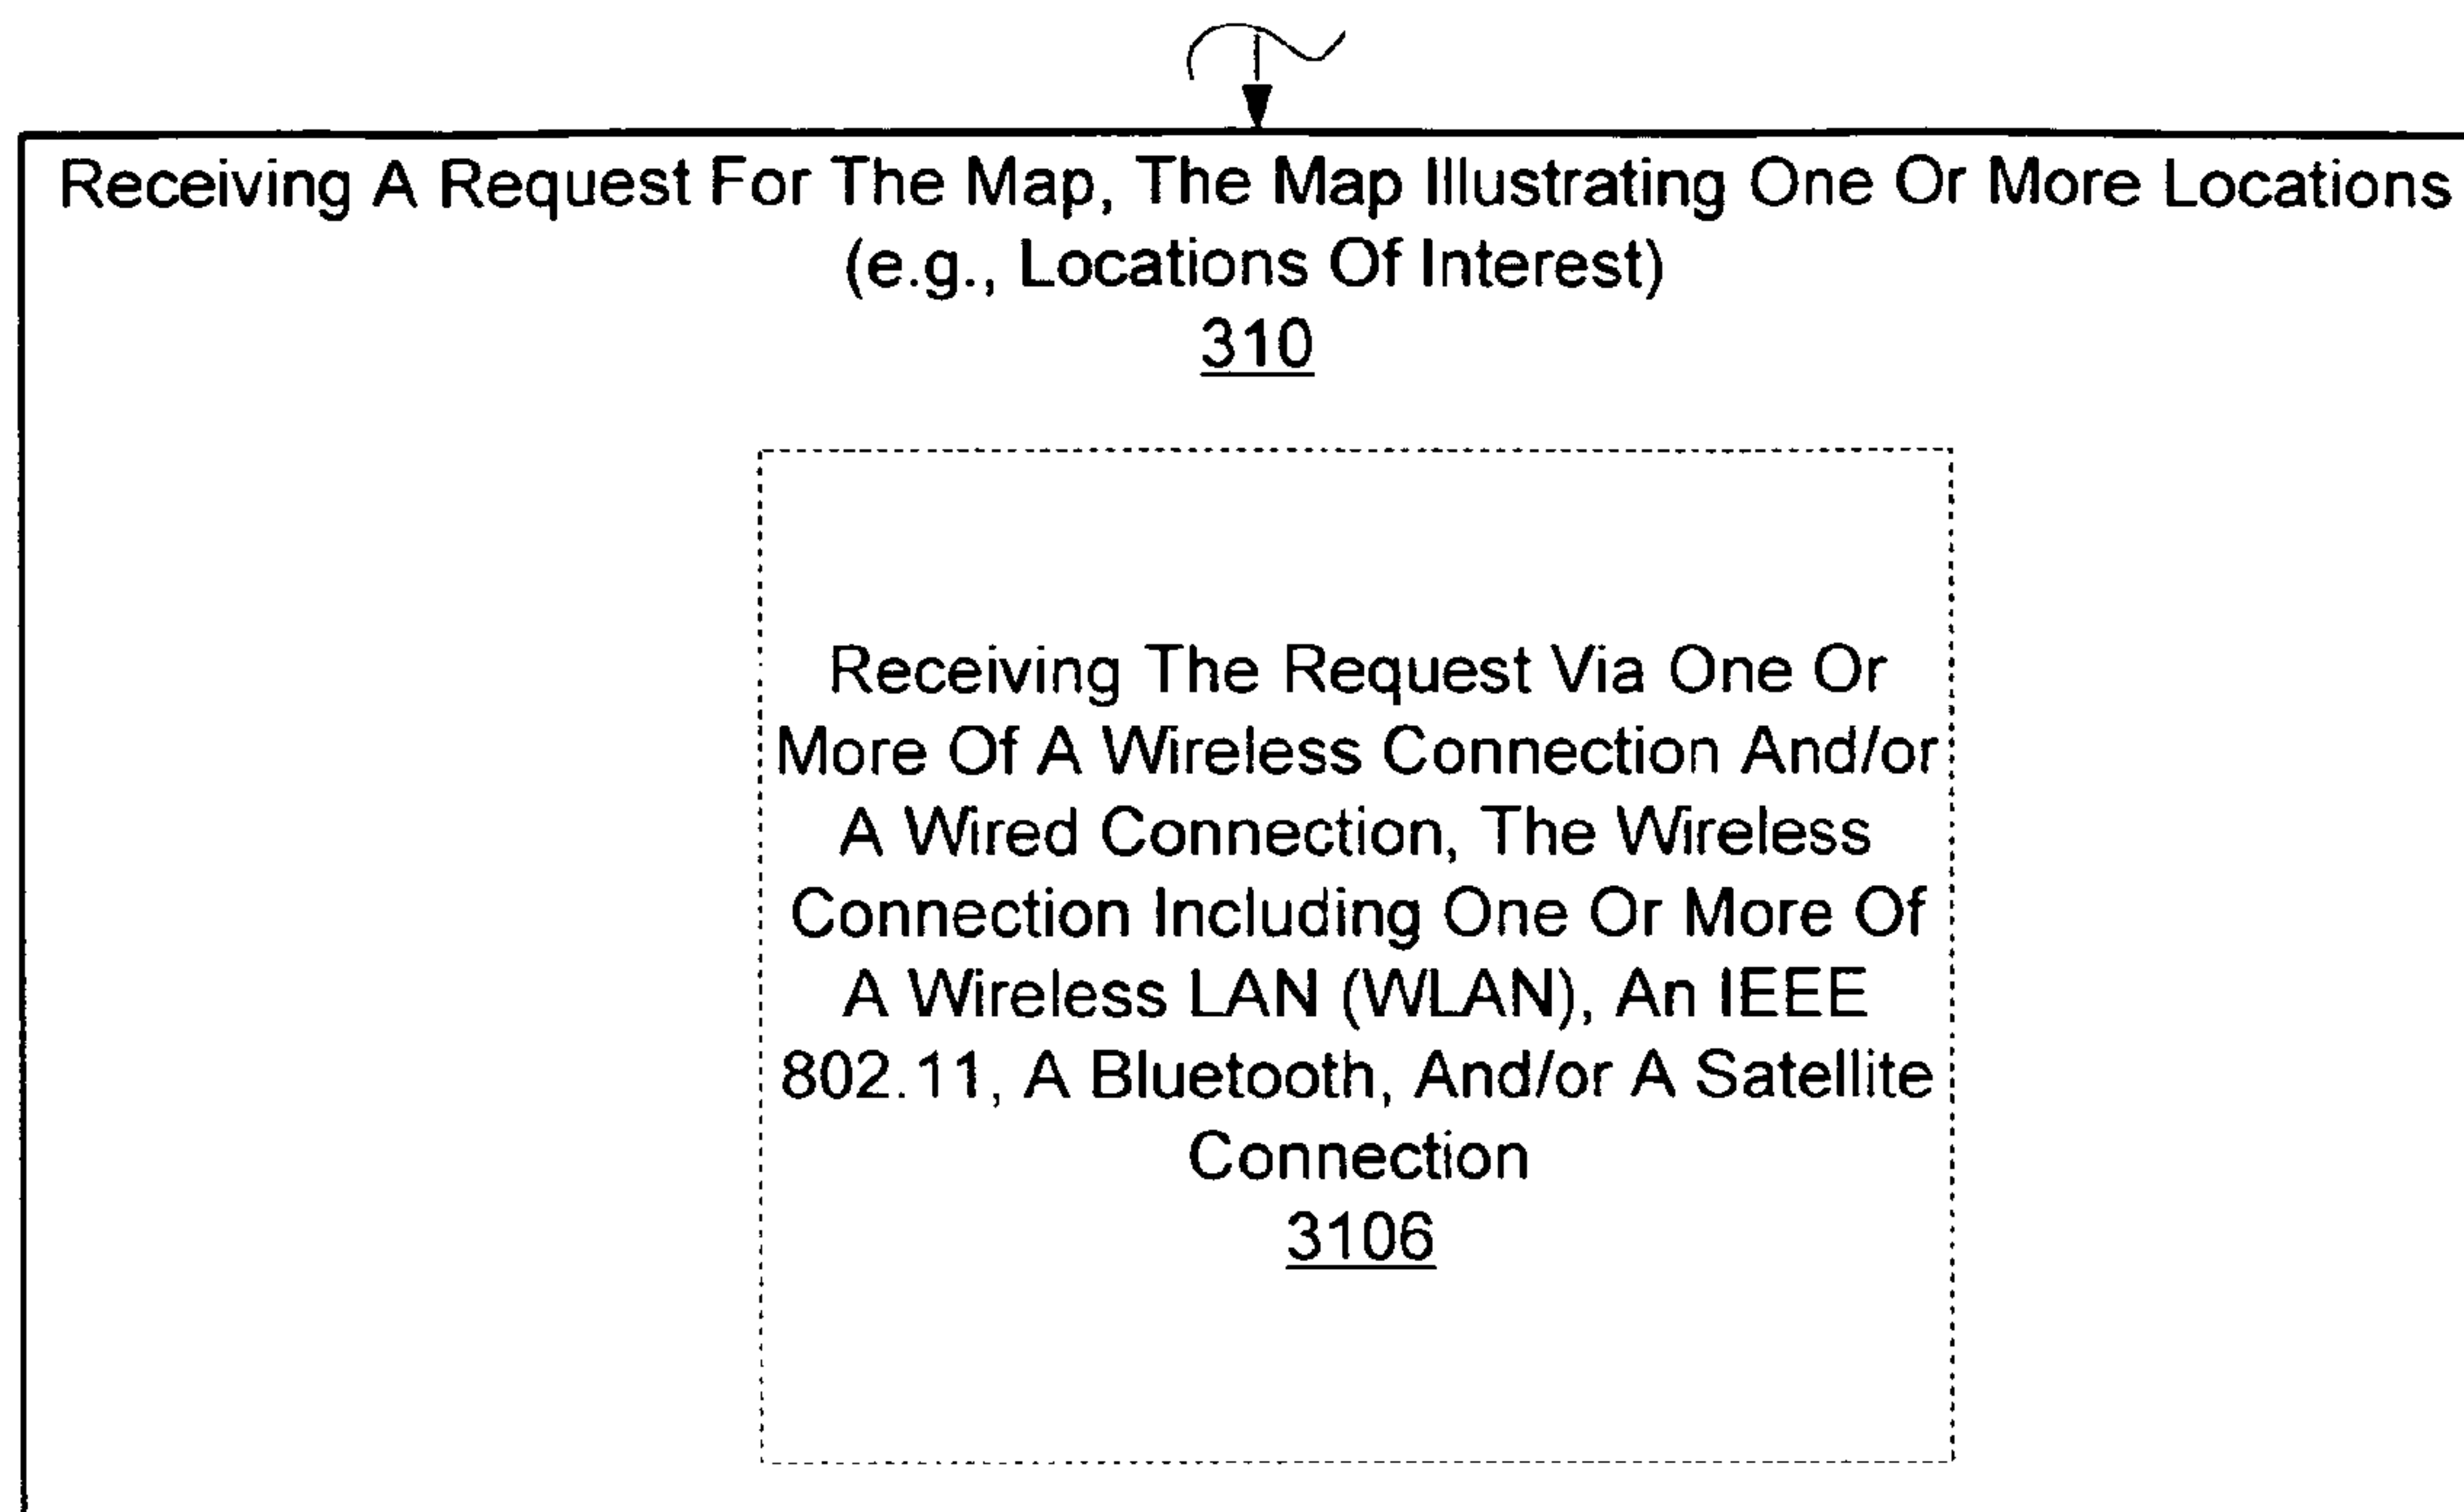 Receiving A Request For The Map, The Map Illustrating One Or More Locations
(e.g., Locations Of Interest)
310
Receiving The Request Via One Or
More Of A Wireless Connection And/or
A Wired Connection, The Wireless
Connection Including One Or More Of
A Wireless LAN (WLAN), An IEEE
802.11, A Bluetooth, And/or A Satellite
Connection
3106